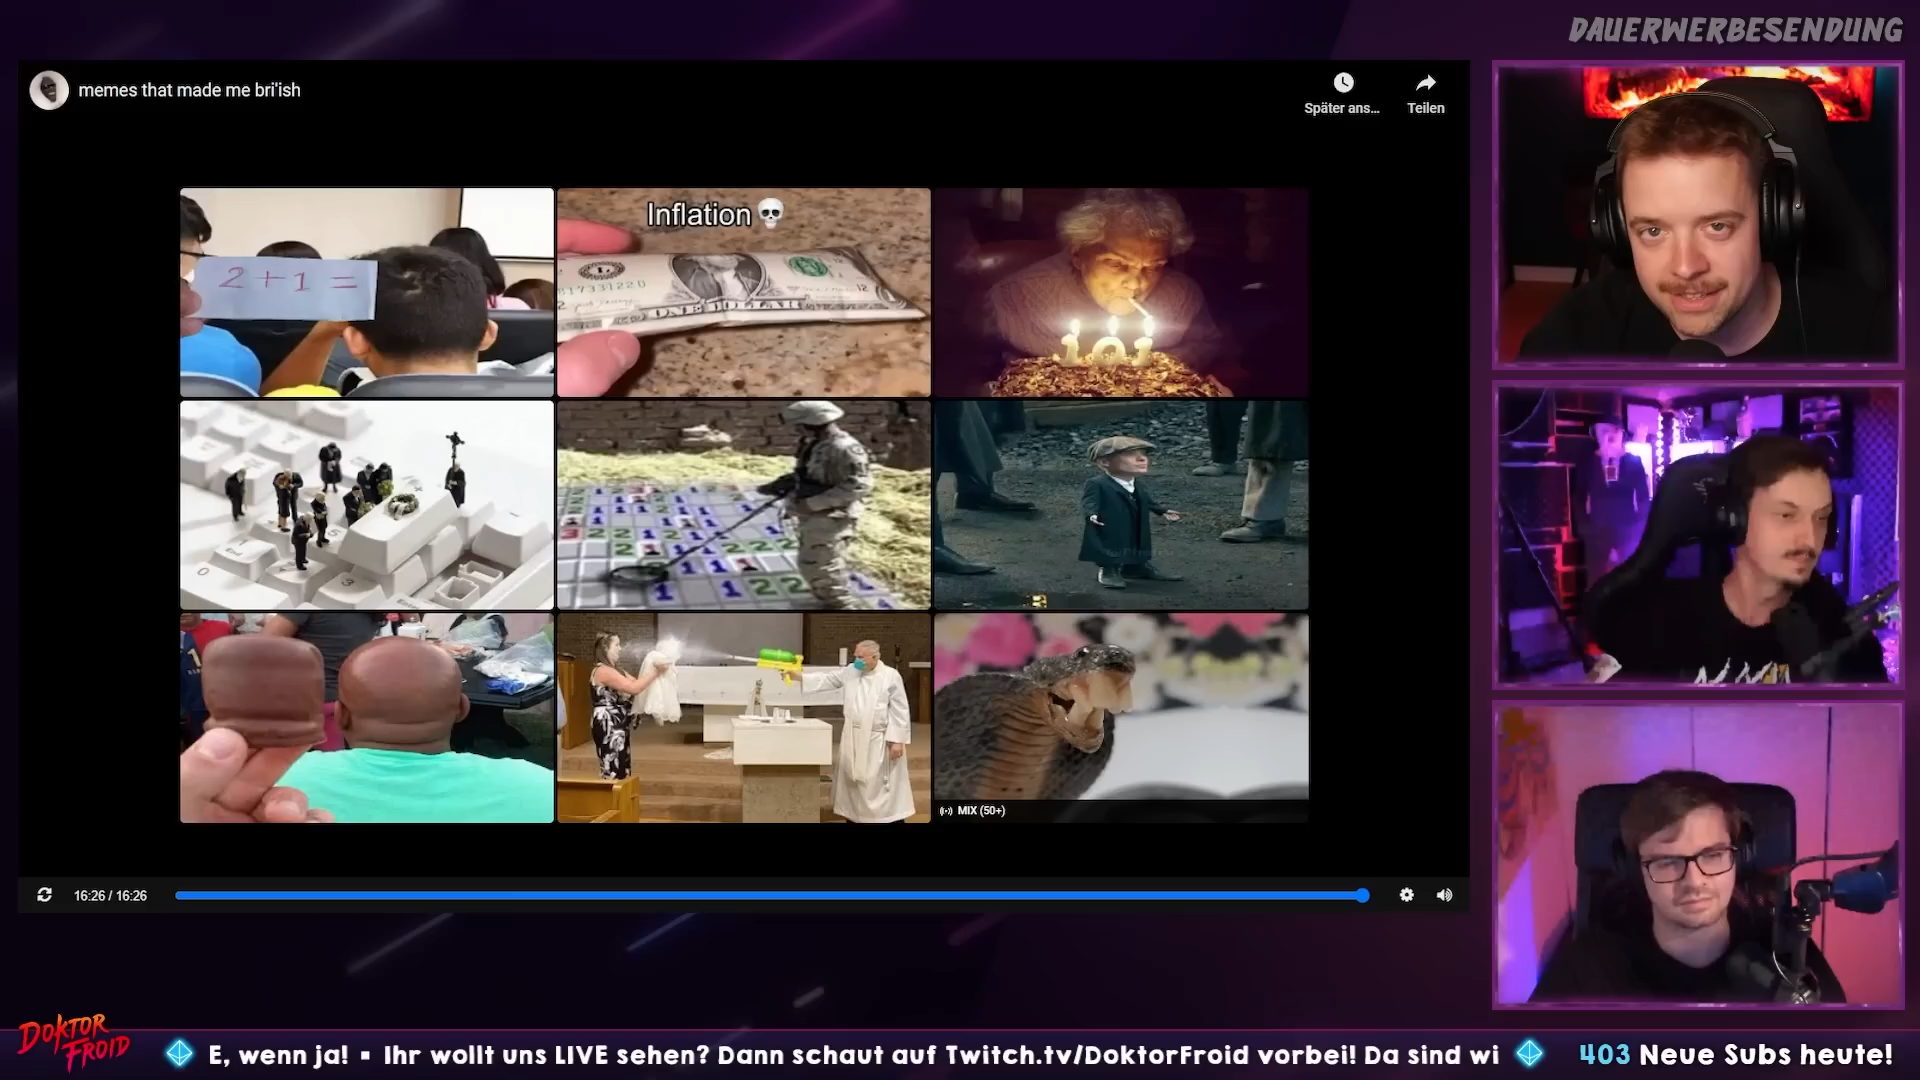 DAUERWERBESENDUNG
memes that made me bri'ish
Später ans...
Teilen
2 + 1 =
Inflation💀
ONE DOLLAR
101
MIX (50+)
16:26 / 16:26
DOKTOR FROID
E, wenn ja! ▪ Ihr wollt uns LIVE sehen? Dann schaut auf Twitch.tv/DoktorFroid vorbei! Da sind wi
403 Neue Subs heute!